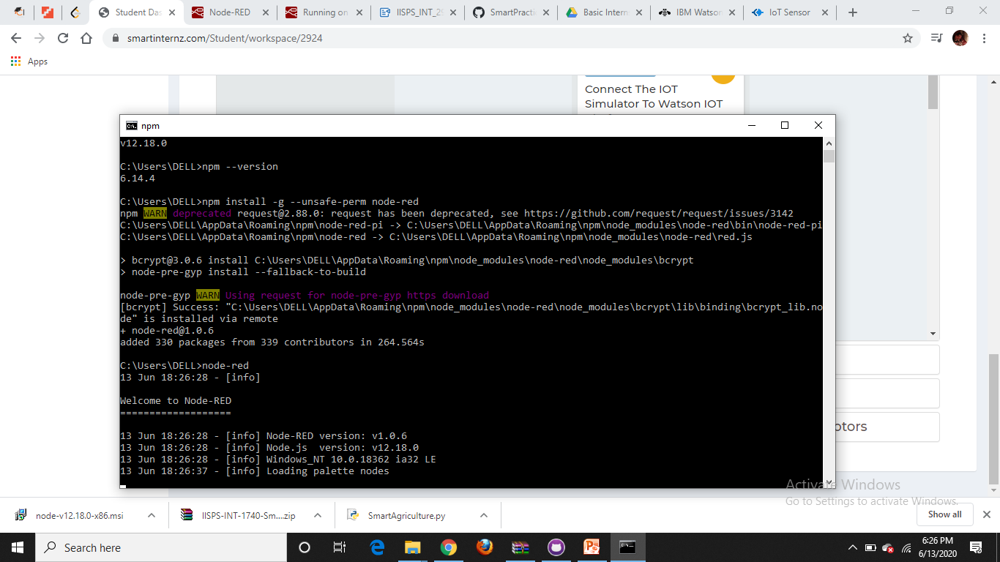 Student Das
Node-RED
Running on
IISPS_INT_29
SmartPracti
Basic Intern
IBM Watson
IoT Sensor
smartinternz.com/Student/workspace/2924
Apps
Connect The IOT
Simulator To Watson IOT
npm
v12.18.0
C:\Users\DELL>npm --version
6.14.4
C:\Users\DELL>npm install -g --unsafe-perm node-red
npm WARN deprecated request@2.88.0: request has been deprecated, see https://github.com/request/request/issues/3142
C:\Users\DELL\AppData\Roaming\npm\node-red-pi -> C:\Users\DELL\AppData\Roaming\npm\node_modules\node-red\bin\node-red-pi
C:\Users\DELL\AppData\Roaming\npm\node-red -> C:\Users\DELL\AppData\Roaming\npm\node_modules\node-red\red.js
> bcrypt@3.0.6 install C:\Users\DELL\AppData\Roaming\npm\node_modules\node-red\node_modules\bcrypt
> node-pre-gyp install --fallback-to-build
node-pre-gyp WARN Using request for node-pre-gyp https download
[bcrypt] Success: "C:\Users\DELL\AppData\Roaming\npm\node_modules\node-red\node_modules\bcrypt\lib\binding\bcrypt_lib.no
de" is installed via remote
+ node-red@1.0.6
added 330 packages from 339 contributors in 264.564s
C:\Users\DELL>node-red
13 Jun 18:26:28 - [info]
Welcome to Node-RED
===================
13 Jun 18:26:28 - [info] Node-RED version: v1.0.6
13 Jun 18:26:28 - [info] Node.js  version: v12.18.0
13 Jun 18:26:28 - [info] Windows_NT 10.0.18362 ia32 LE
13 Jun 18:26:37 - [info] Loading palette nodes
otors
Activate Windows
Go to Settings to activate Windows.
node-v12.18.0-x86.msi
IISPS-INT-1740-Sm....zip
SmartAgriculture.py
Show all
Search here
6:26 PM
6/13/2020